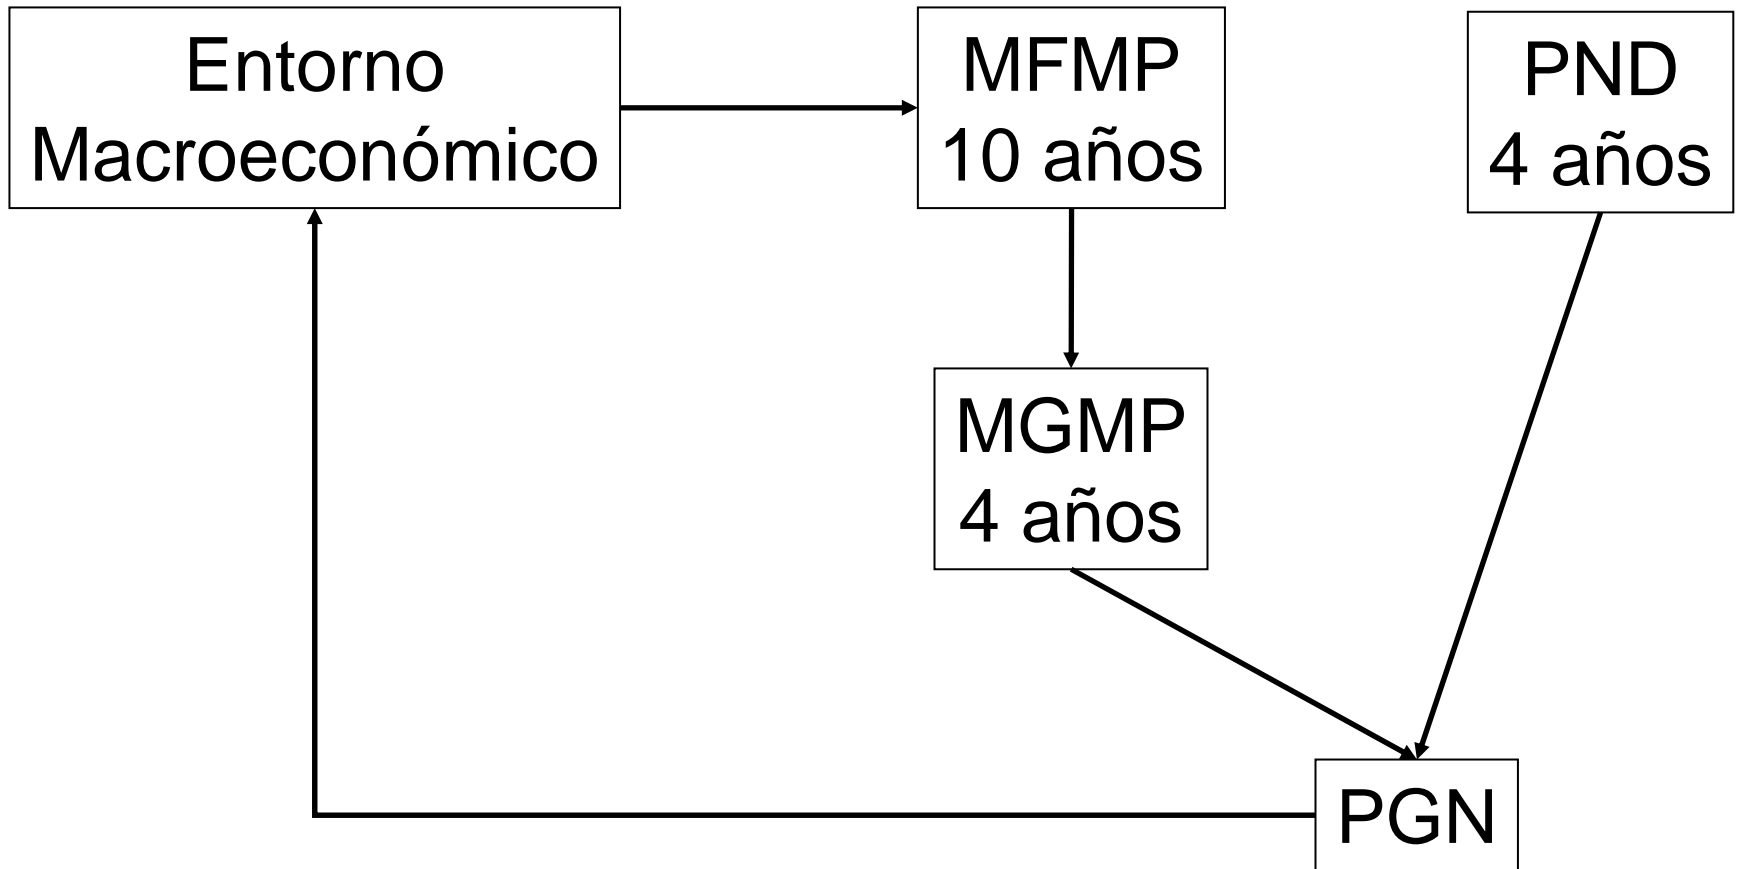 Entorno
Macroeconómico
MFMP
10 años
PND
4 años
MGMP
4 años
PGN